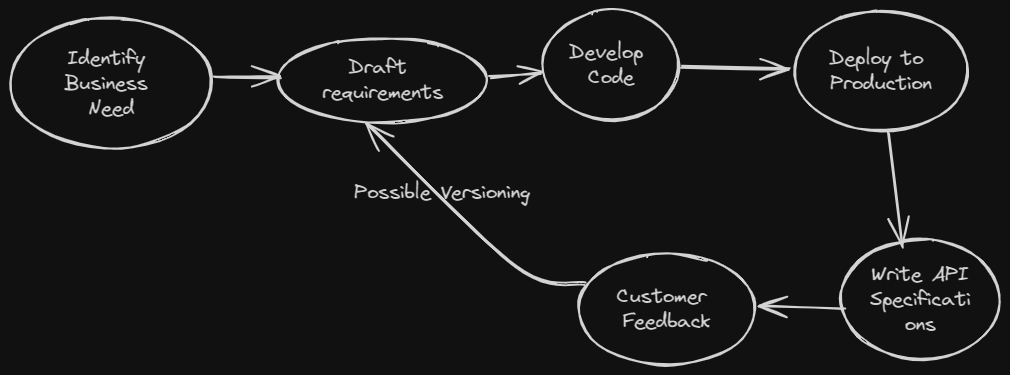 Identify
Business
Need
Draft
requirements
Develop
Code
Deploy to
Production
Possible Versioning
Customer
Feedback
Write API
Specificati
ons